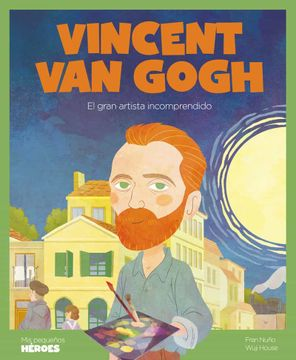 VINCENT
VAN GOGH
El gran artista incomprendido
Mis pequeños
HÉROES
Fran Nuño
Wuji House